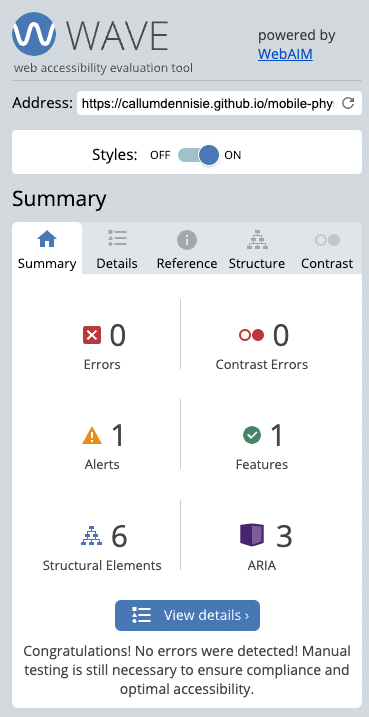 WAVE
web accessibility evaluation tool
powered by
WebAIM
Address: https://callumdennisie.github.io/mobile-phys
Styles: OFF ON
Summary
Summary Details Reference Structure Contrast
0 0
Errors Contrast Errors
1 1
Alerts Features
6 3
Structural Elements ARIA
View details ›
Congratulations! No errors were detected! Manual
testing is still necessary to ensure compliance and
optimal accessibility.